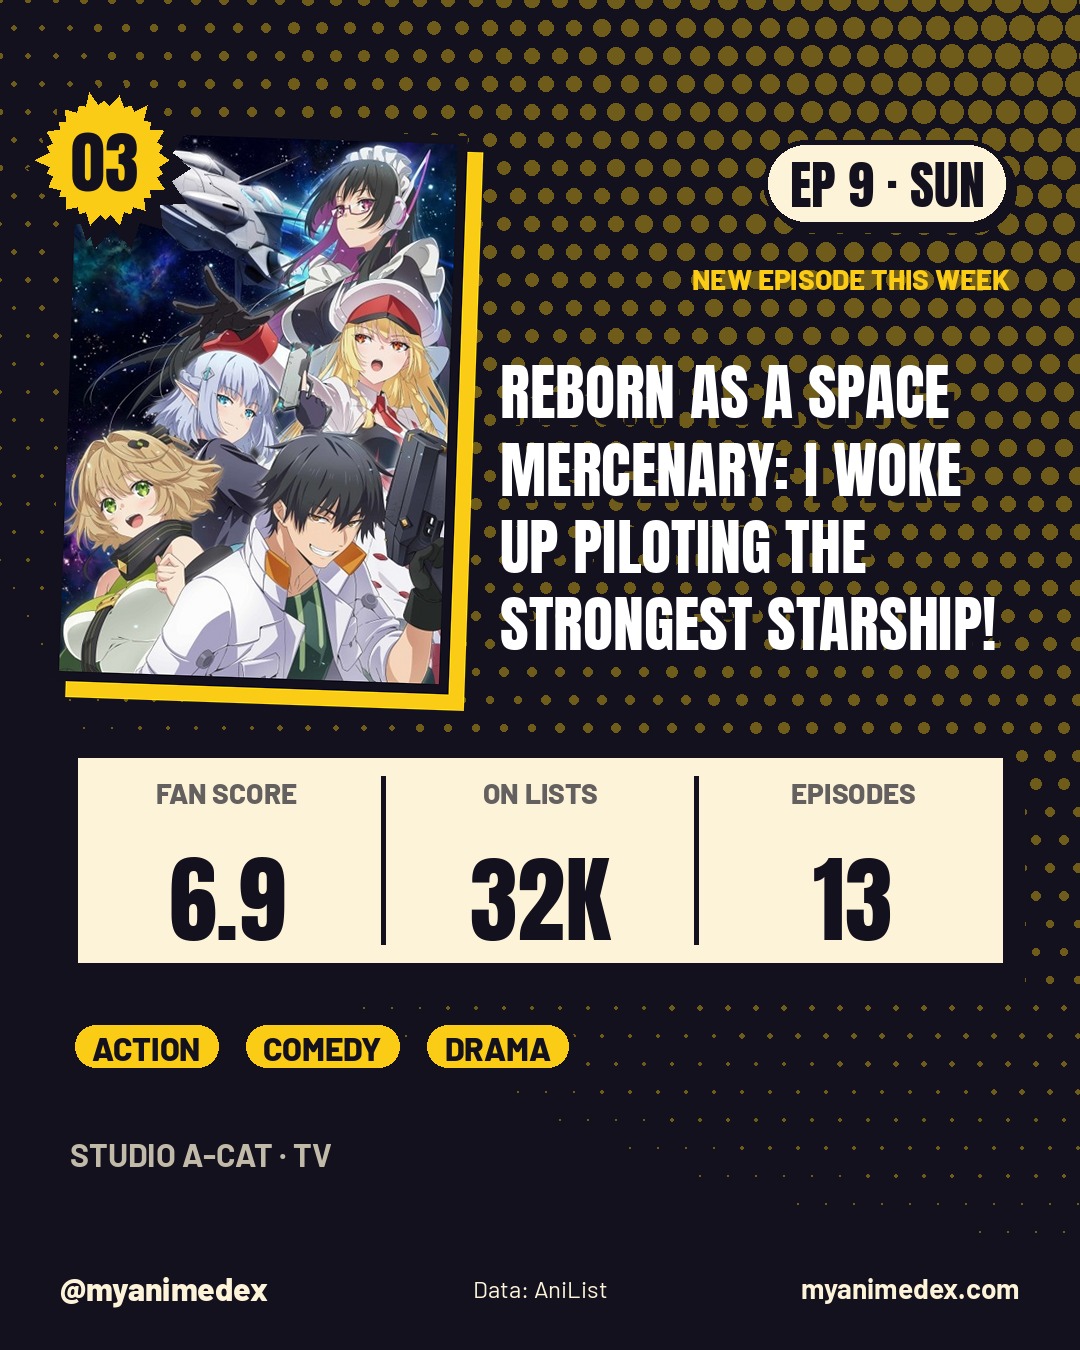 03
EP 9 · SUN
NEW EPISODE THIS WEEK
REBORN AS A SPACE
MERCENARY: I WOKE
UP PILOTING THE
STRONGEST STARSHIP!
FAN SCORE
ON LISTS
EPISODES
6.9
32K
13
ACTION
COMEDY
DRAMA
STUDIO A-CAT · TV
@myanimedex
Data: AniList
myanimedex.com